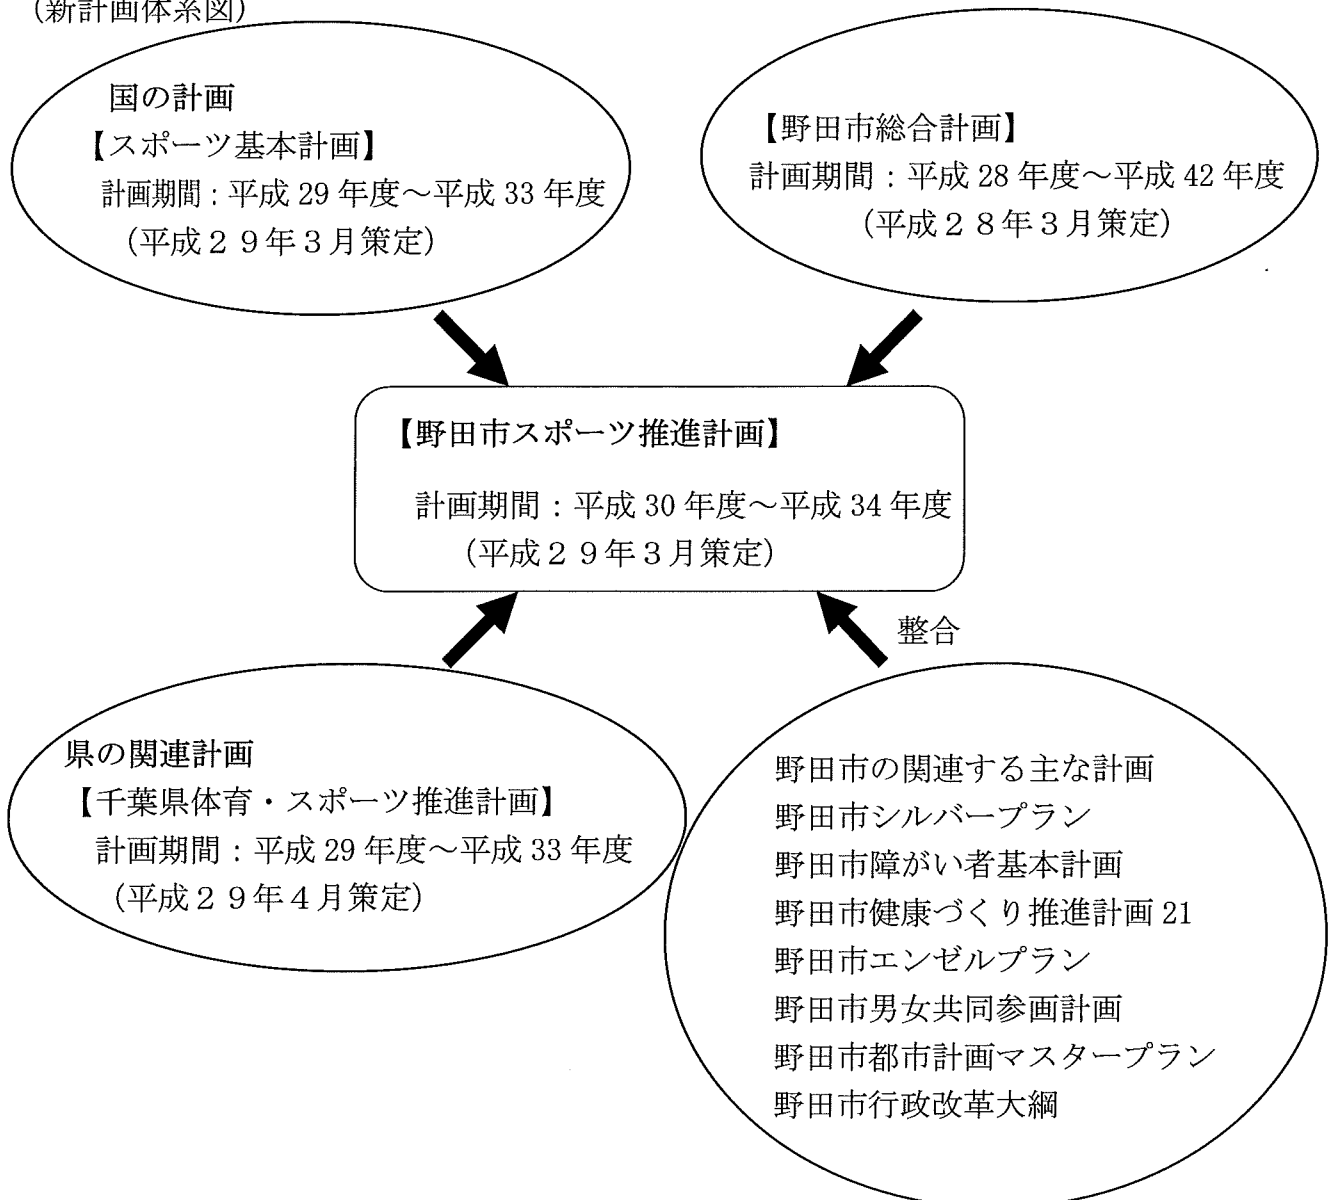 (新計画体系図)
国の計画
【スポーツ基本計画】
計画期間：平成 29 年度～平成 33 年度
(平成２９年３月策定)
【野田市総合計画】
計画期間：平成 28 年度～平成 42 年度
(平成２８年３月策定)
【野田市スポーツ推進計画】
計画期間：平成 30 年度～平成 34 年度
(平成２９年３月策定)
整合
県の関連計画
【千葉県体育・スポーツ推進計画】
計画期間：平成 29 年度～平成 33 年度
(平成２９年４月策定)
野田市の関連する主な計画
野田市シルバープラン
野田市障がい者基本計画
野田市健康づくり推進計画 21
野田市エンゼルプラン
野田市男女共同参画計画
野田市都市計画マスタープラン
野田市行政改革大綱